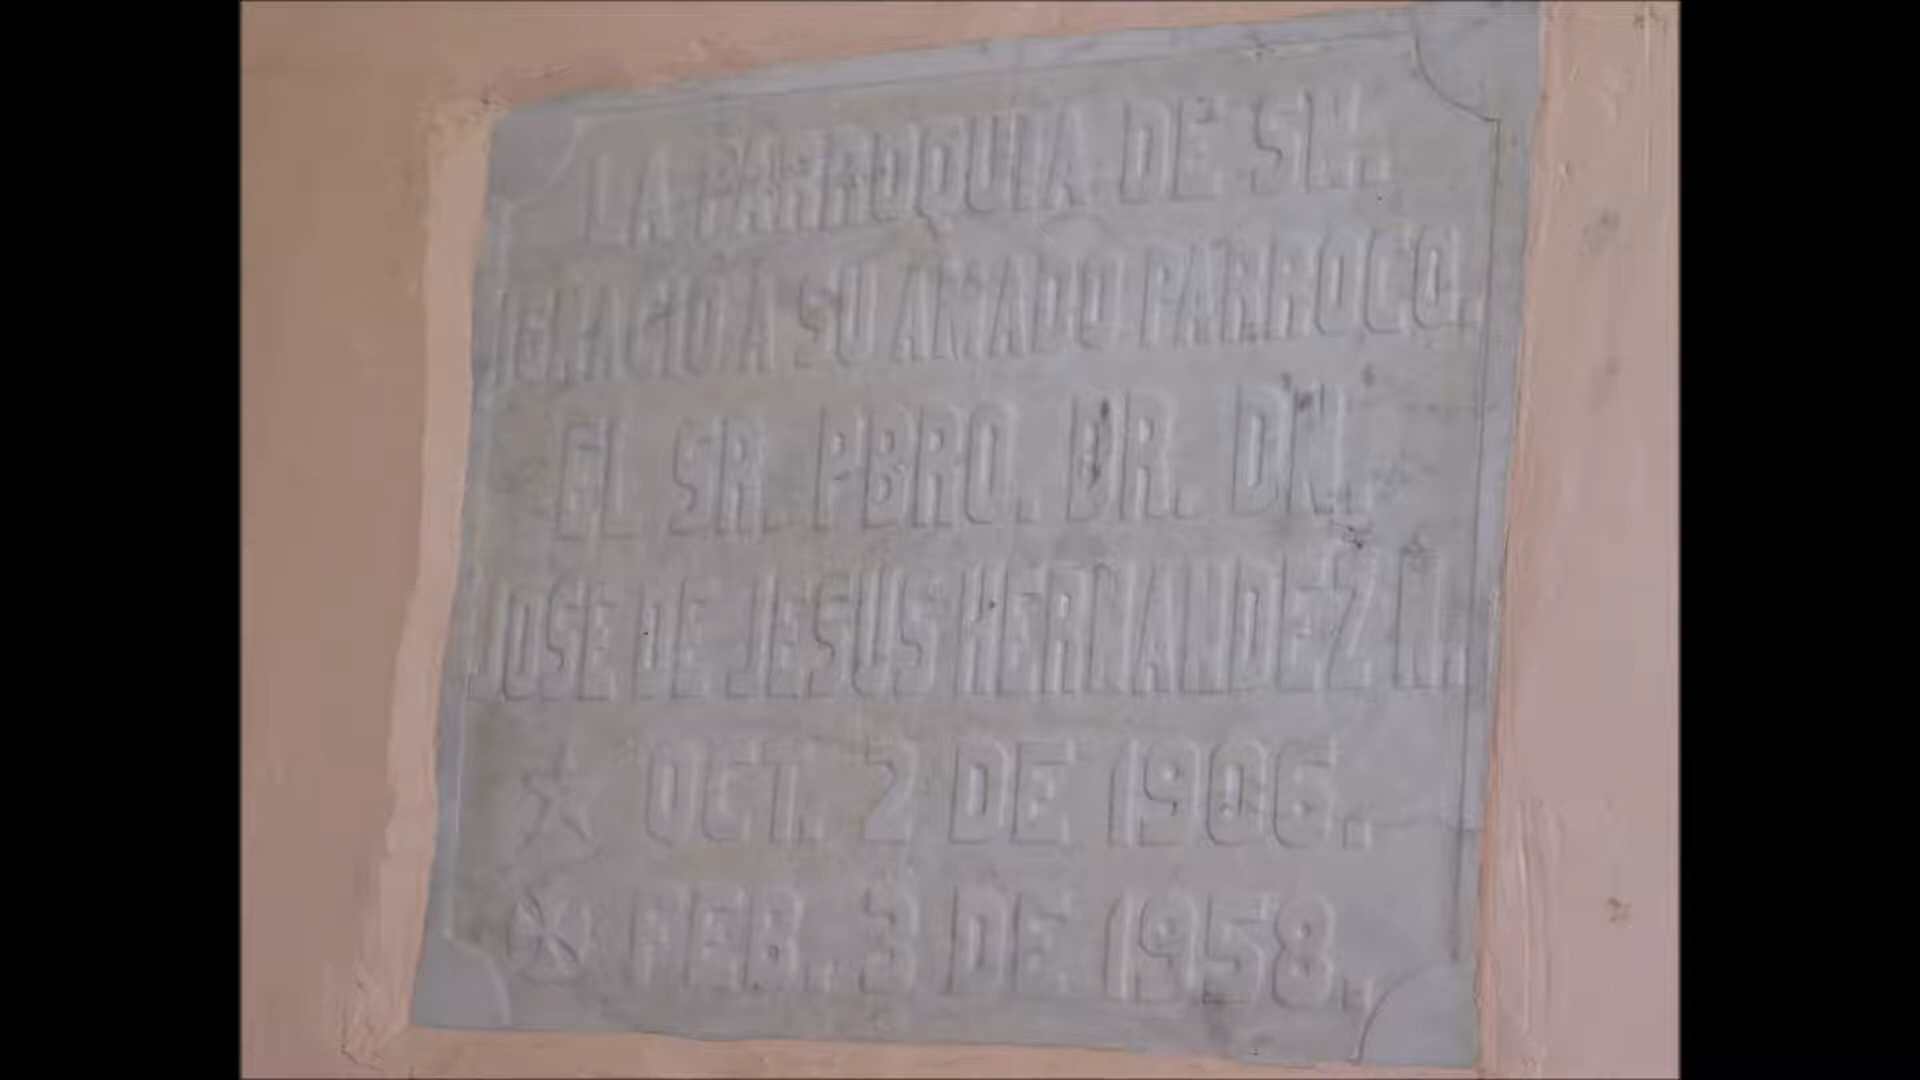 LA PARROQUIA DE SN.
IGNACIO A SU AMADO PARROCO.
EL SR. PBRO. DR. DN.
JOSE DE JESUS HERNANDEZ N.
OCT. 2 DE 1906.
FEB. 3 DE 1958.